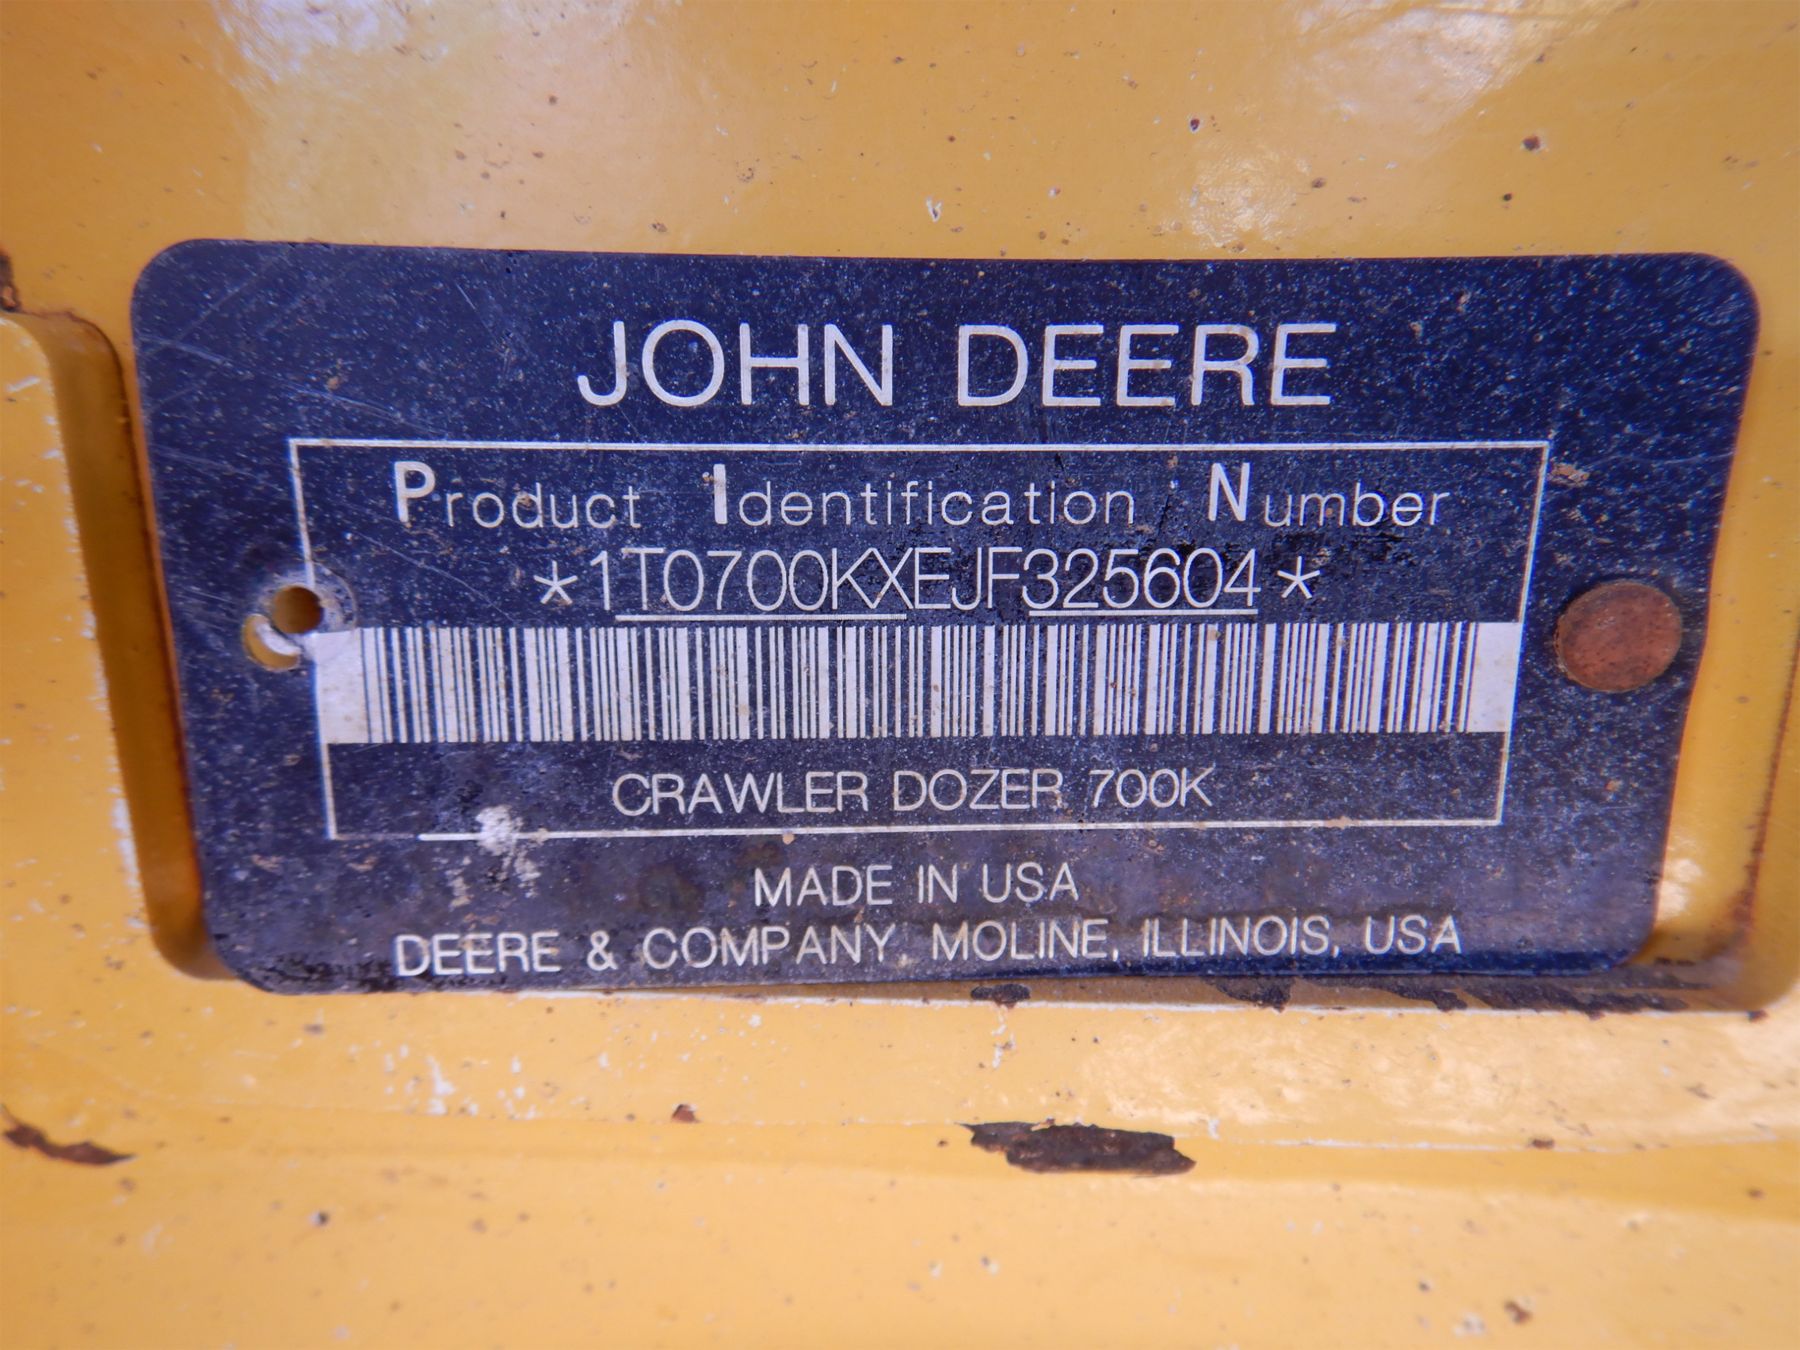 JOHN DEERE
Product Identification Number
*1T0700KXEJF325604*
CRAWLER DOZER 700K
MADE IN USA
DEERE & COMPANY, MOLINE, ILLINOIS, USA